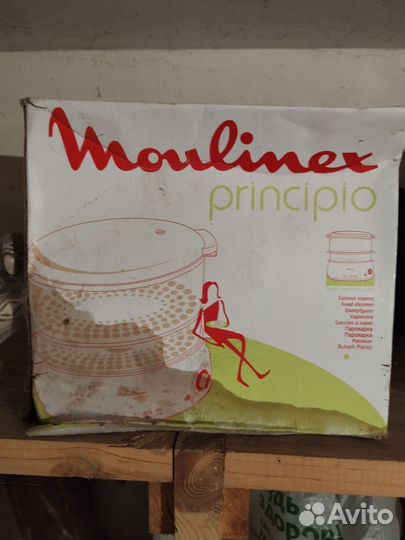 Moulinex
principio
Cuiseur vapeur
Food steamer
Dampfgarer
Vaporiera
Cocción a vapor
Пароварка
Пароварка
Parowar
Buharlı Pişirici
Avito